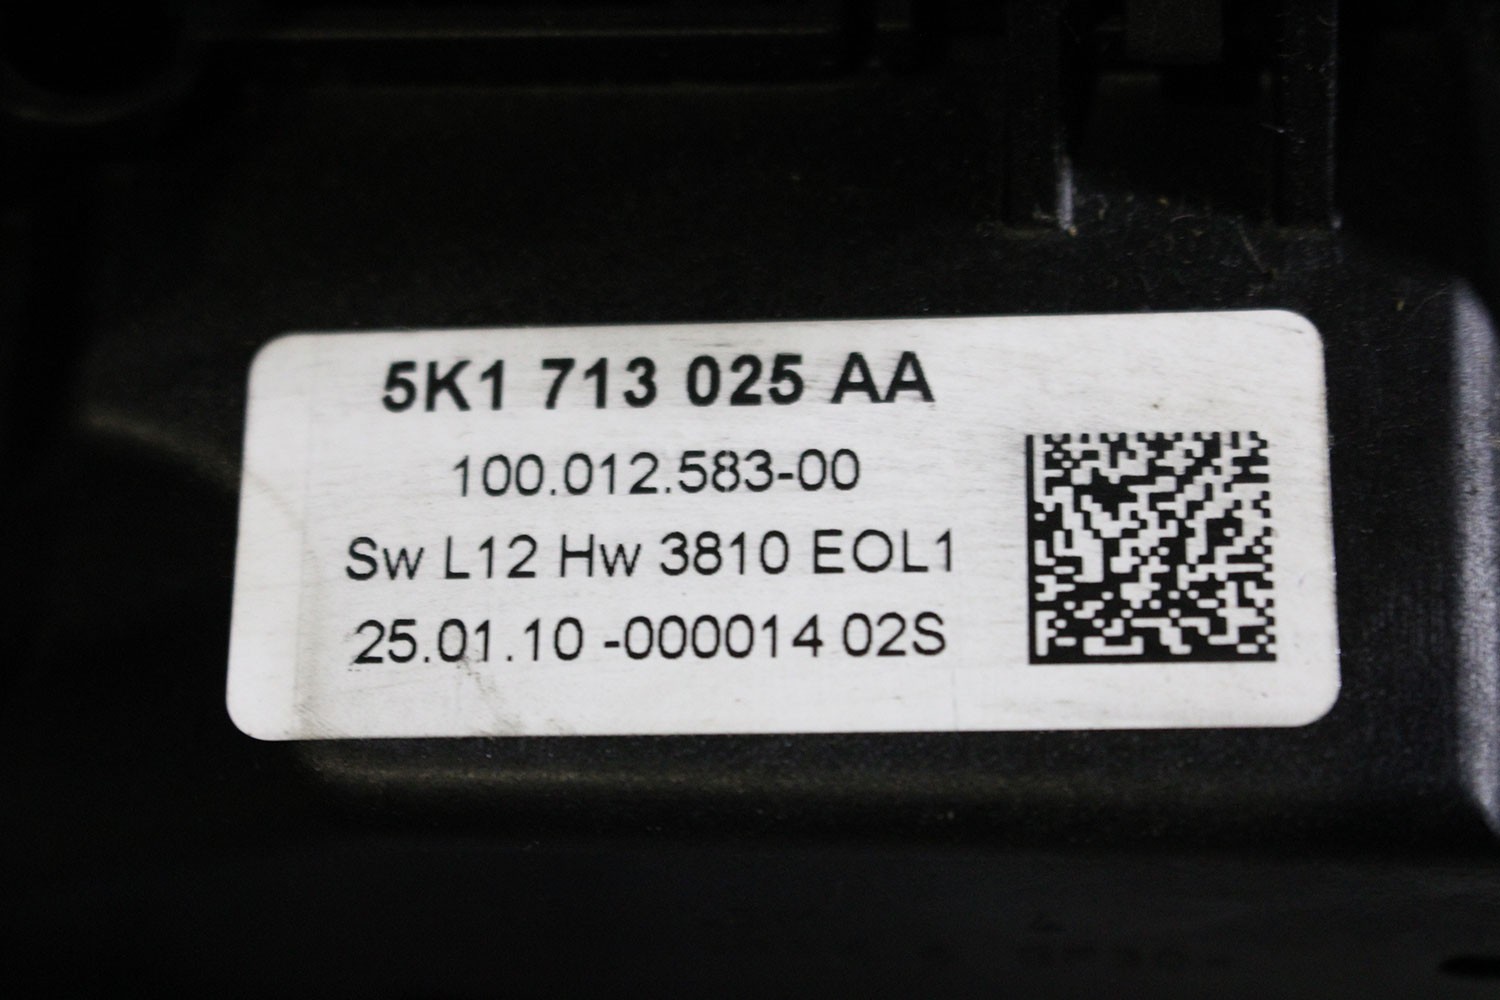 5K1 713 025 AA
100.012.583-00
Sw L12 Hw 3810 EOL1
25.01.10 -000014 02S